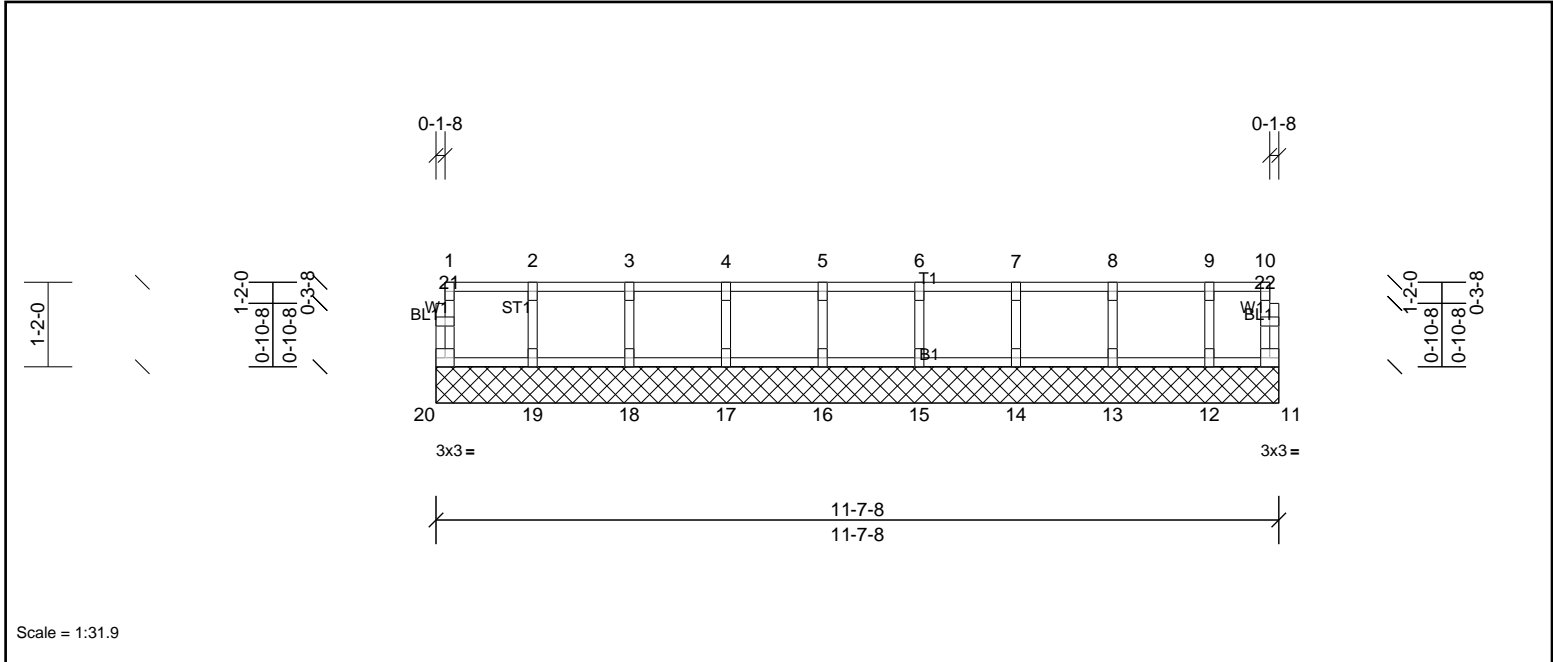 0-1-8 0-1-8
1 2 3 4 5 6 7 8 9 10
21 T1 22
W1 ST1 W1
BL1 BL1
1-2-0
1-2-0
0-3-8
0-10-8
0-10-8
1-2-0
0-3-8
0-10-8
0-10-8
B1
20 19 18 17 16 15 14 13 12 11
3x3 = 3x3 =
11-7-8
11-7-8
Scale = 1:31.9